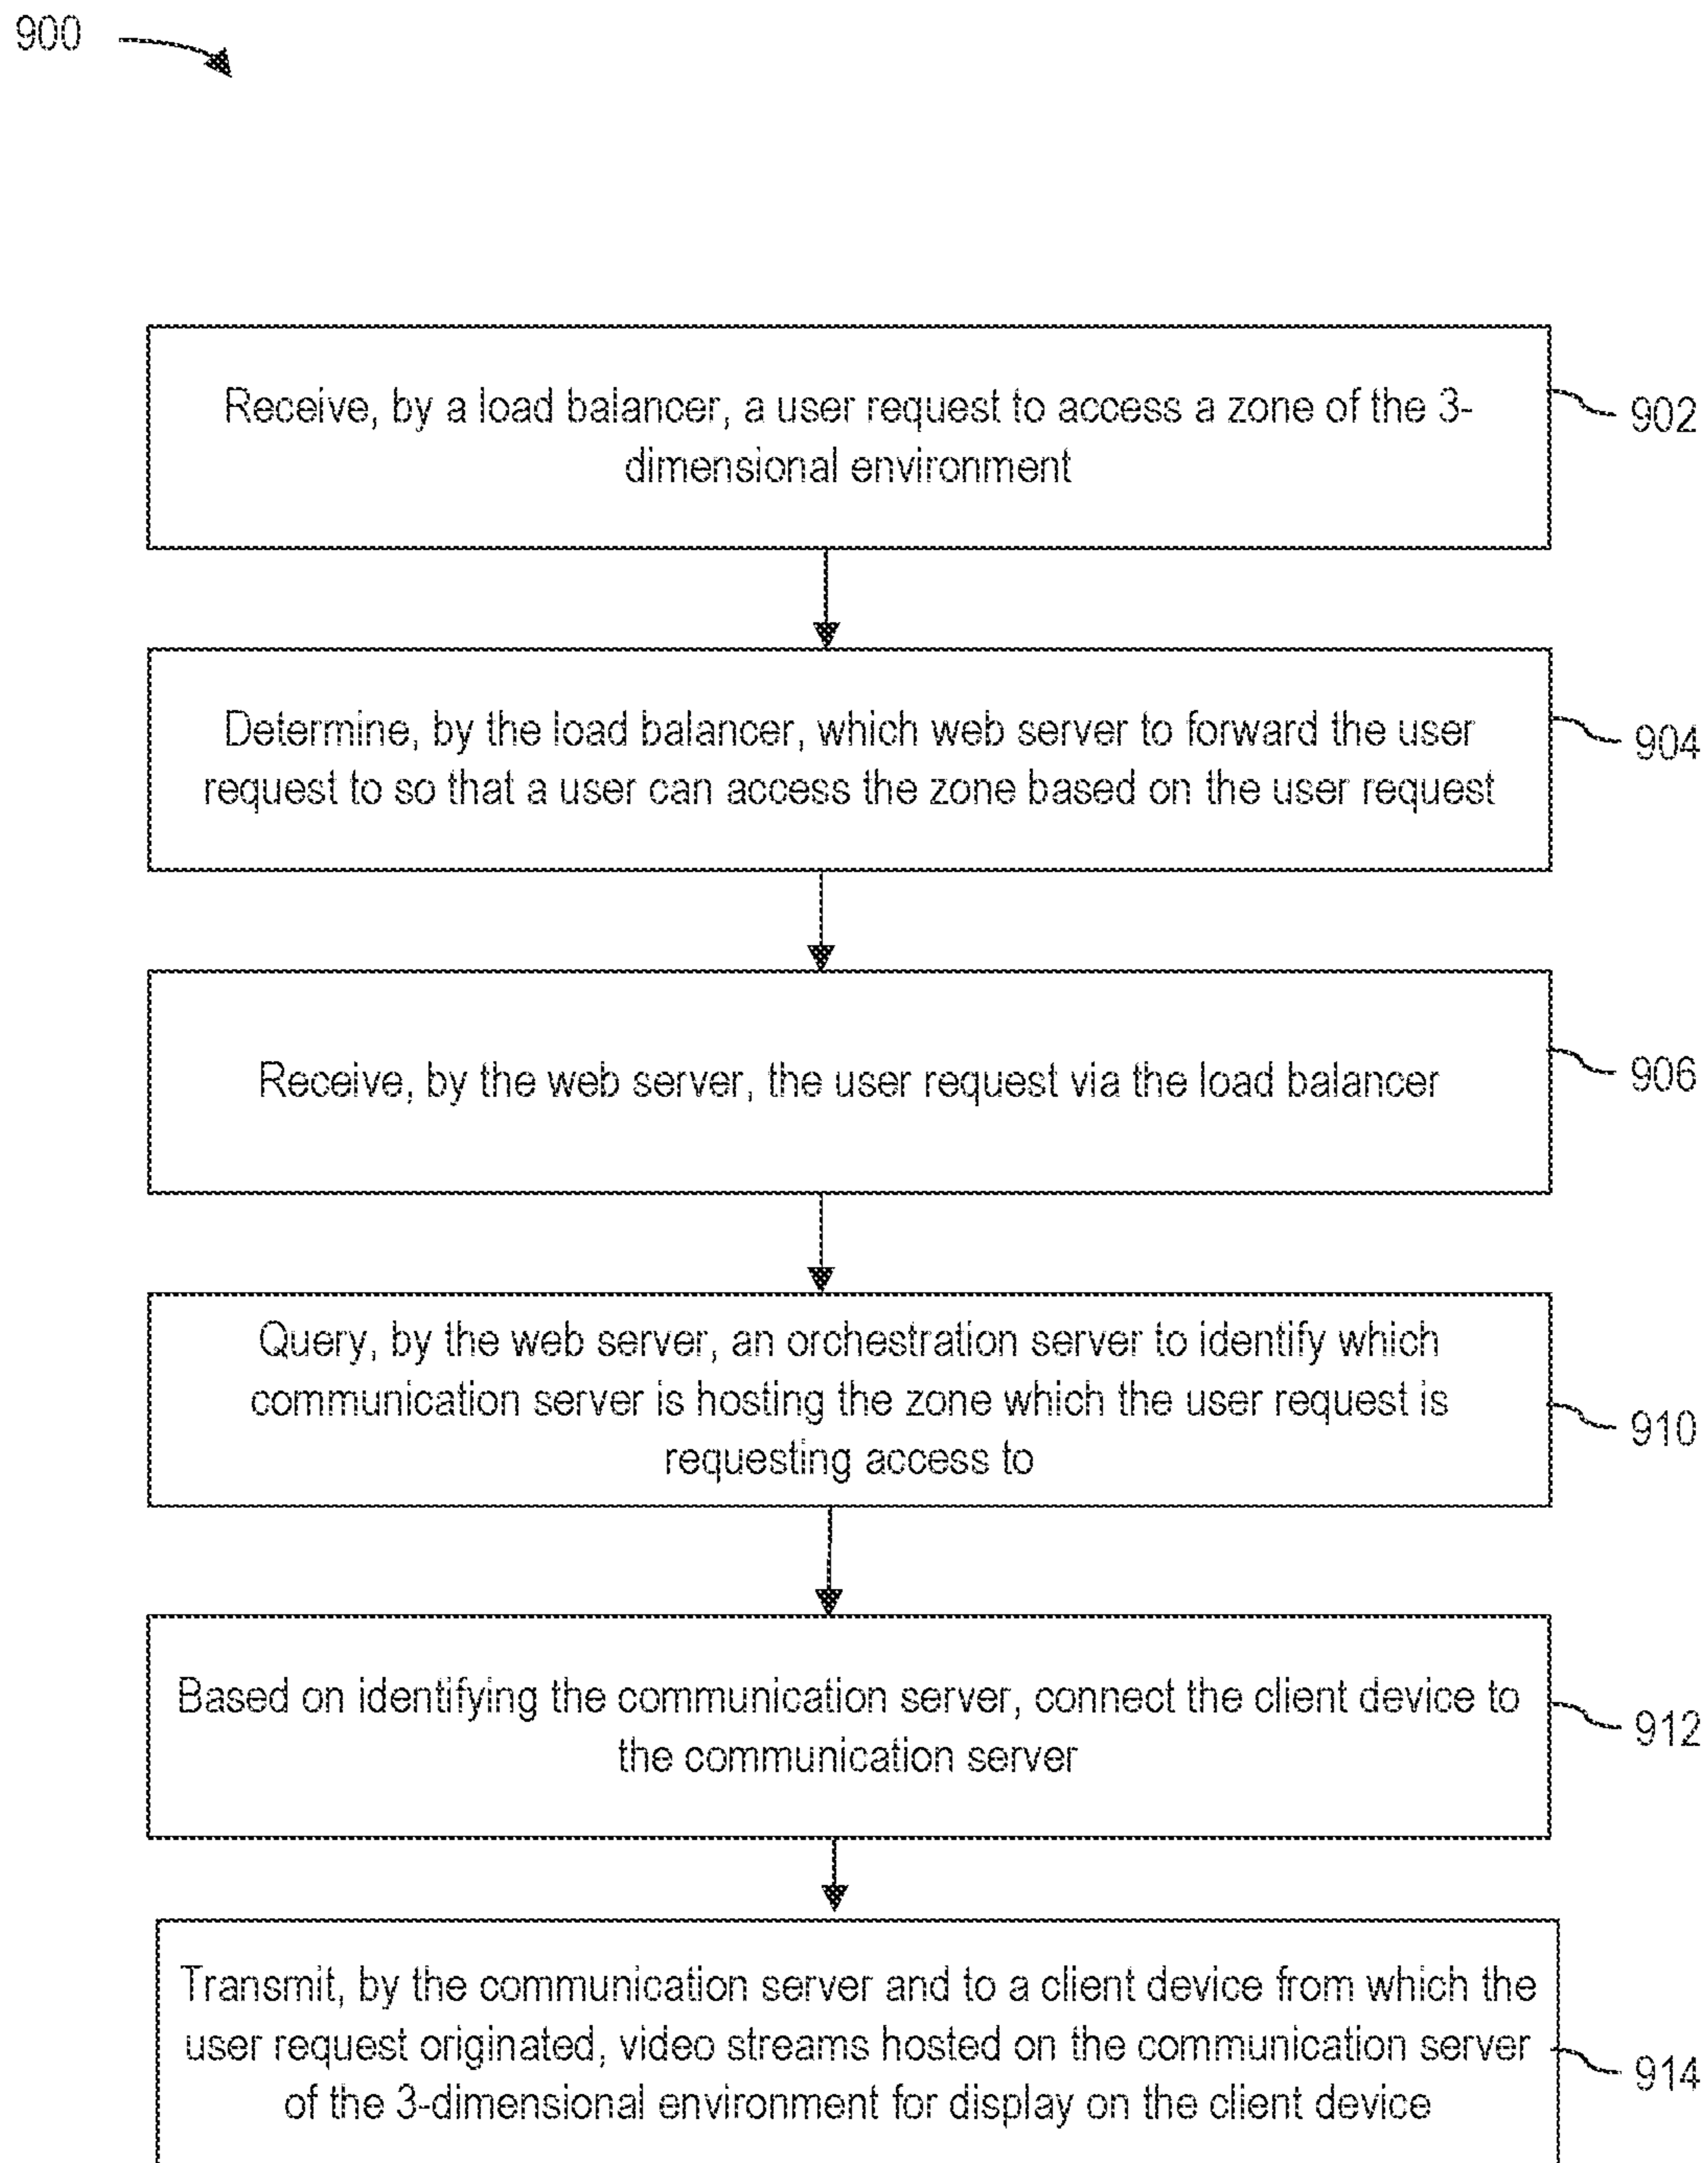 900
Receive, by a load balancer, a user request to access a zone of the 3-
dimensional environment
902
Determine, by the load balancer, which web server to forward the user
request to so that a user can access the zone based on the user request
904
Receive, by the web server, the user request via the load balancer
906
Query, by the web server, an orchestration server to identify which
communication server is hosting the zone which the user request is
requesting access to
910
Based on identifying the communication server, connect the client device to
the communication server
912
Transmit, by the communication server and to a client device from which the
user request originated, video streams hosted on the communication server
of the 3-dimensional environment for display on the client device
914